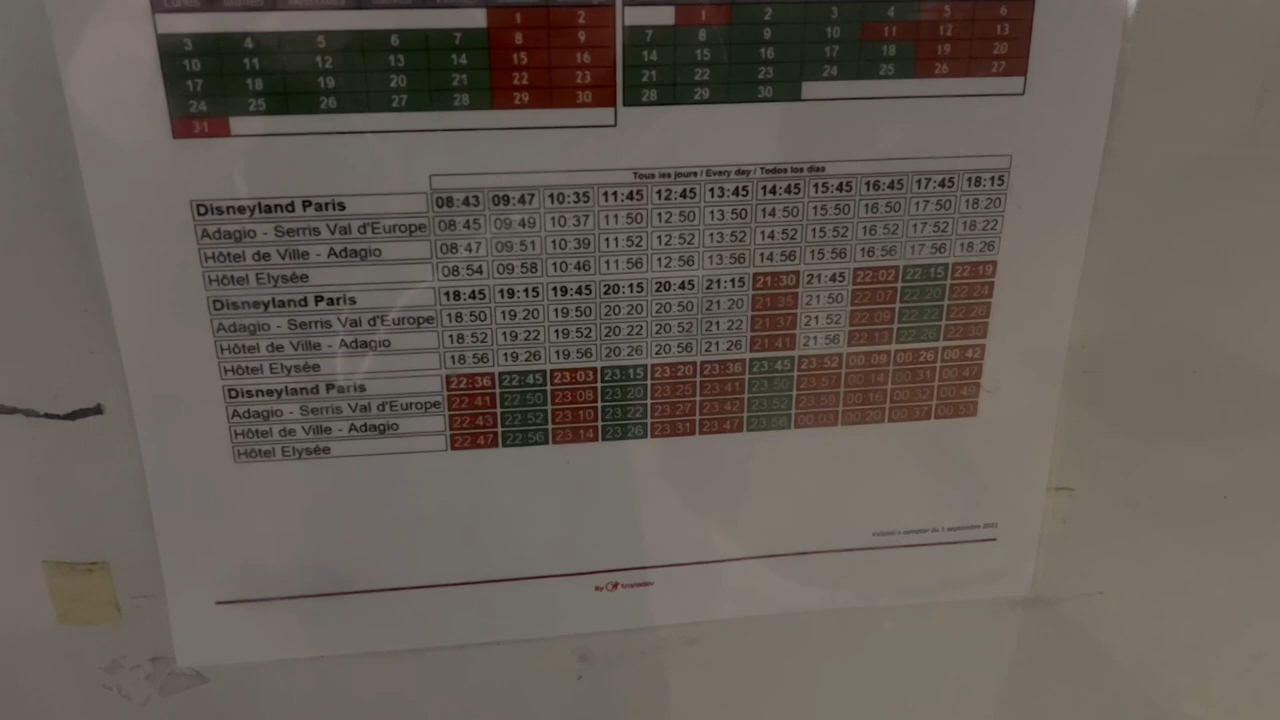 1 2
3 4 5 6 7 8 9
10 11 12 13 14 15 16
17 18 19 20 21 22 23
24 25 26 27 28 29 30
31
1 2 3 4 5 6
7 8 9 10 11 12 13
14 15 16 17 18 19 20
21 22 23 24 25 26 27
28 29 30
Tous les jours / Every day / Todos los dias
Disneyland Paris 08:43 09:47 10:35 11:45 12:45 13:45 14:45 15:45 16:45 17:45 18:15
Adagio - Serris Val d'Europe 08:45 09:49 10:37 11:50 12:50 13:50 14:50 15:50 16:50 17:50 18:20
Hôtel de Ville - Adagio 08:47 09:51 10:39 11:52 12:52 13:52 14:52 15:52 16:52 17:52 18:22
Hôtel Elysée 08:54 09:58 10:46 11:56 12:56 13:56 14:56 15:56 16:56 17:56 18:26
Disneyland Paris 18:45 19:15 19:45 20:15 20:45 21:15 21:30 21:45 22:02 22:15 22:19
Adagio - Serris Val d'Europe 18:50 19:20 19:50 20:20 20:50 21:20 21:35 21:50 22:07 22:20 22:24
Hôtel de Ville - Adagio 18:52 19:22 19:52 20:22 20:52 21:22 21:37 21:52 22:09 22:22 22:26
Hôtel Elysée 18:56 19:26 19:56 20:26 20:56 21:26 21:41 21:56 22:13 22:26 22:30
Disneyland Paris 22:36 22:45 23:03 23:15 23:20 23:36 23:45 23:52 00:09 00:26 00:42
Adagio - Serris Val d'Europe 22:41 22:50 23:08 23:20 23:25 23:41 23:50 23:57 00:14 00:31 00:47
Hôtel de Ville - Adagio 22:43 22:52 23:10 23:22 23:27 23:42 23:52 23:59 00:16 00:32 00:49
Hôtel Elysée 22:47 22:56 23:14 23:26 23:31 23:47 23:56 00:03 00:20 00:37 00:53
By transdev